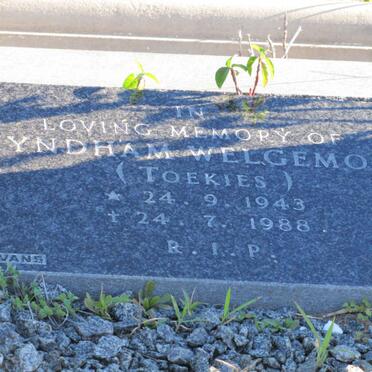 IN
LOVING MEMORY OF
YNDHAM WELGEMO
(TOEKIES)
★ 24. 9. 1943
✝ 24. 7. 1988.
R. I. P.
VANS